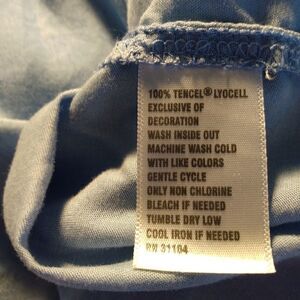 100% TENCEL® LYOCELL
EXCLUSIVE OF
DECORATION
WASH INSIDE OUT
MACHINE WASH COLD
WITH LIKE COLORS
GENTLE CYCLE
ONLY NON CHLORINE
BLEACH IF NEEDED
TUMBLE DRY LOW
COOL IRON IF NEEDED
RN 31104